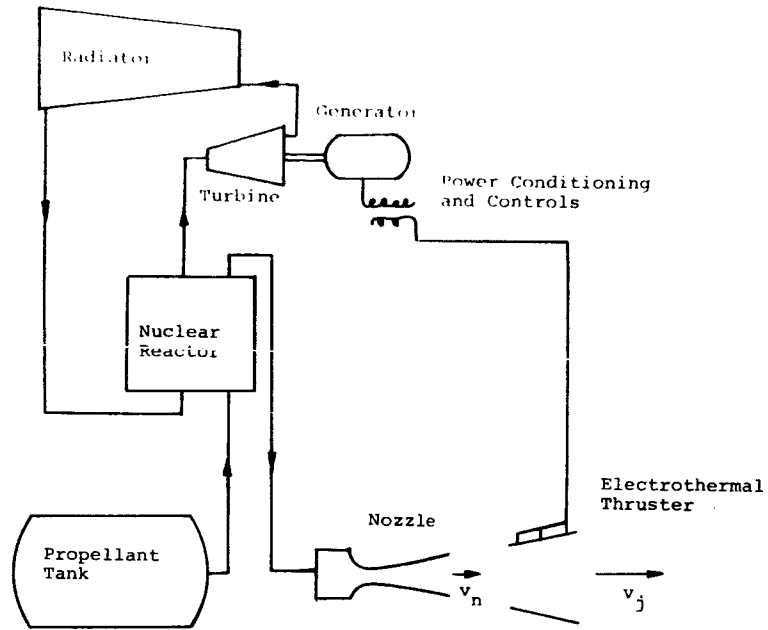 Radiator
Generator
Turbine
Power Conditioning
and Controls
Nuclear
Reactor
Electrothermal
Thruster
Nozzle
Propellant
Tank
v_n
v_j